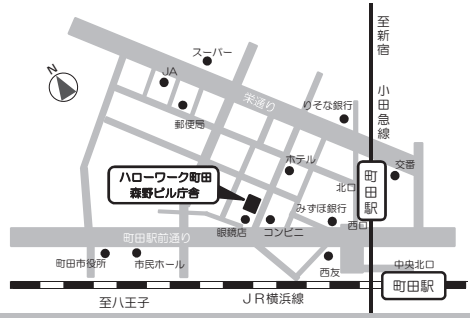 至新宿
小田急線
スーパー
N
JA
栄通り
りそな銀行
郵便局
ホテル
交番
ハローワーク町田
森野ビル庁舎
北口
町田駅
みずほ銀行
西口
眼鏡店
コンビニ
町田駅前通り
町田市役所
市民ホール
西友
中央北口
至八王子
JR横浜線
町田駅